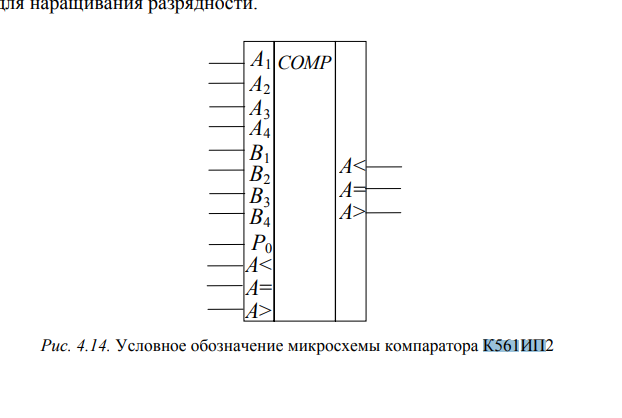 для наращивания разрядности.
A1 COMP
A2
A3
A4
B1
B2
B3
B4
P0
A<
A=
A>
A<
A=
A>
Рис. 4.14. Условное обозначение микросхемы компаратора К561ИП2